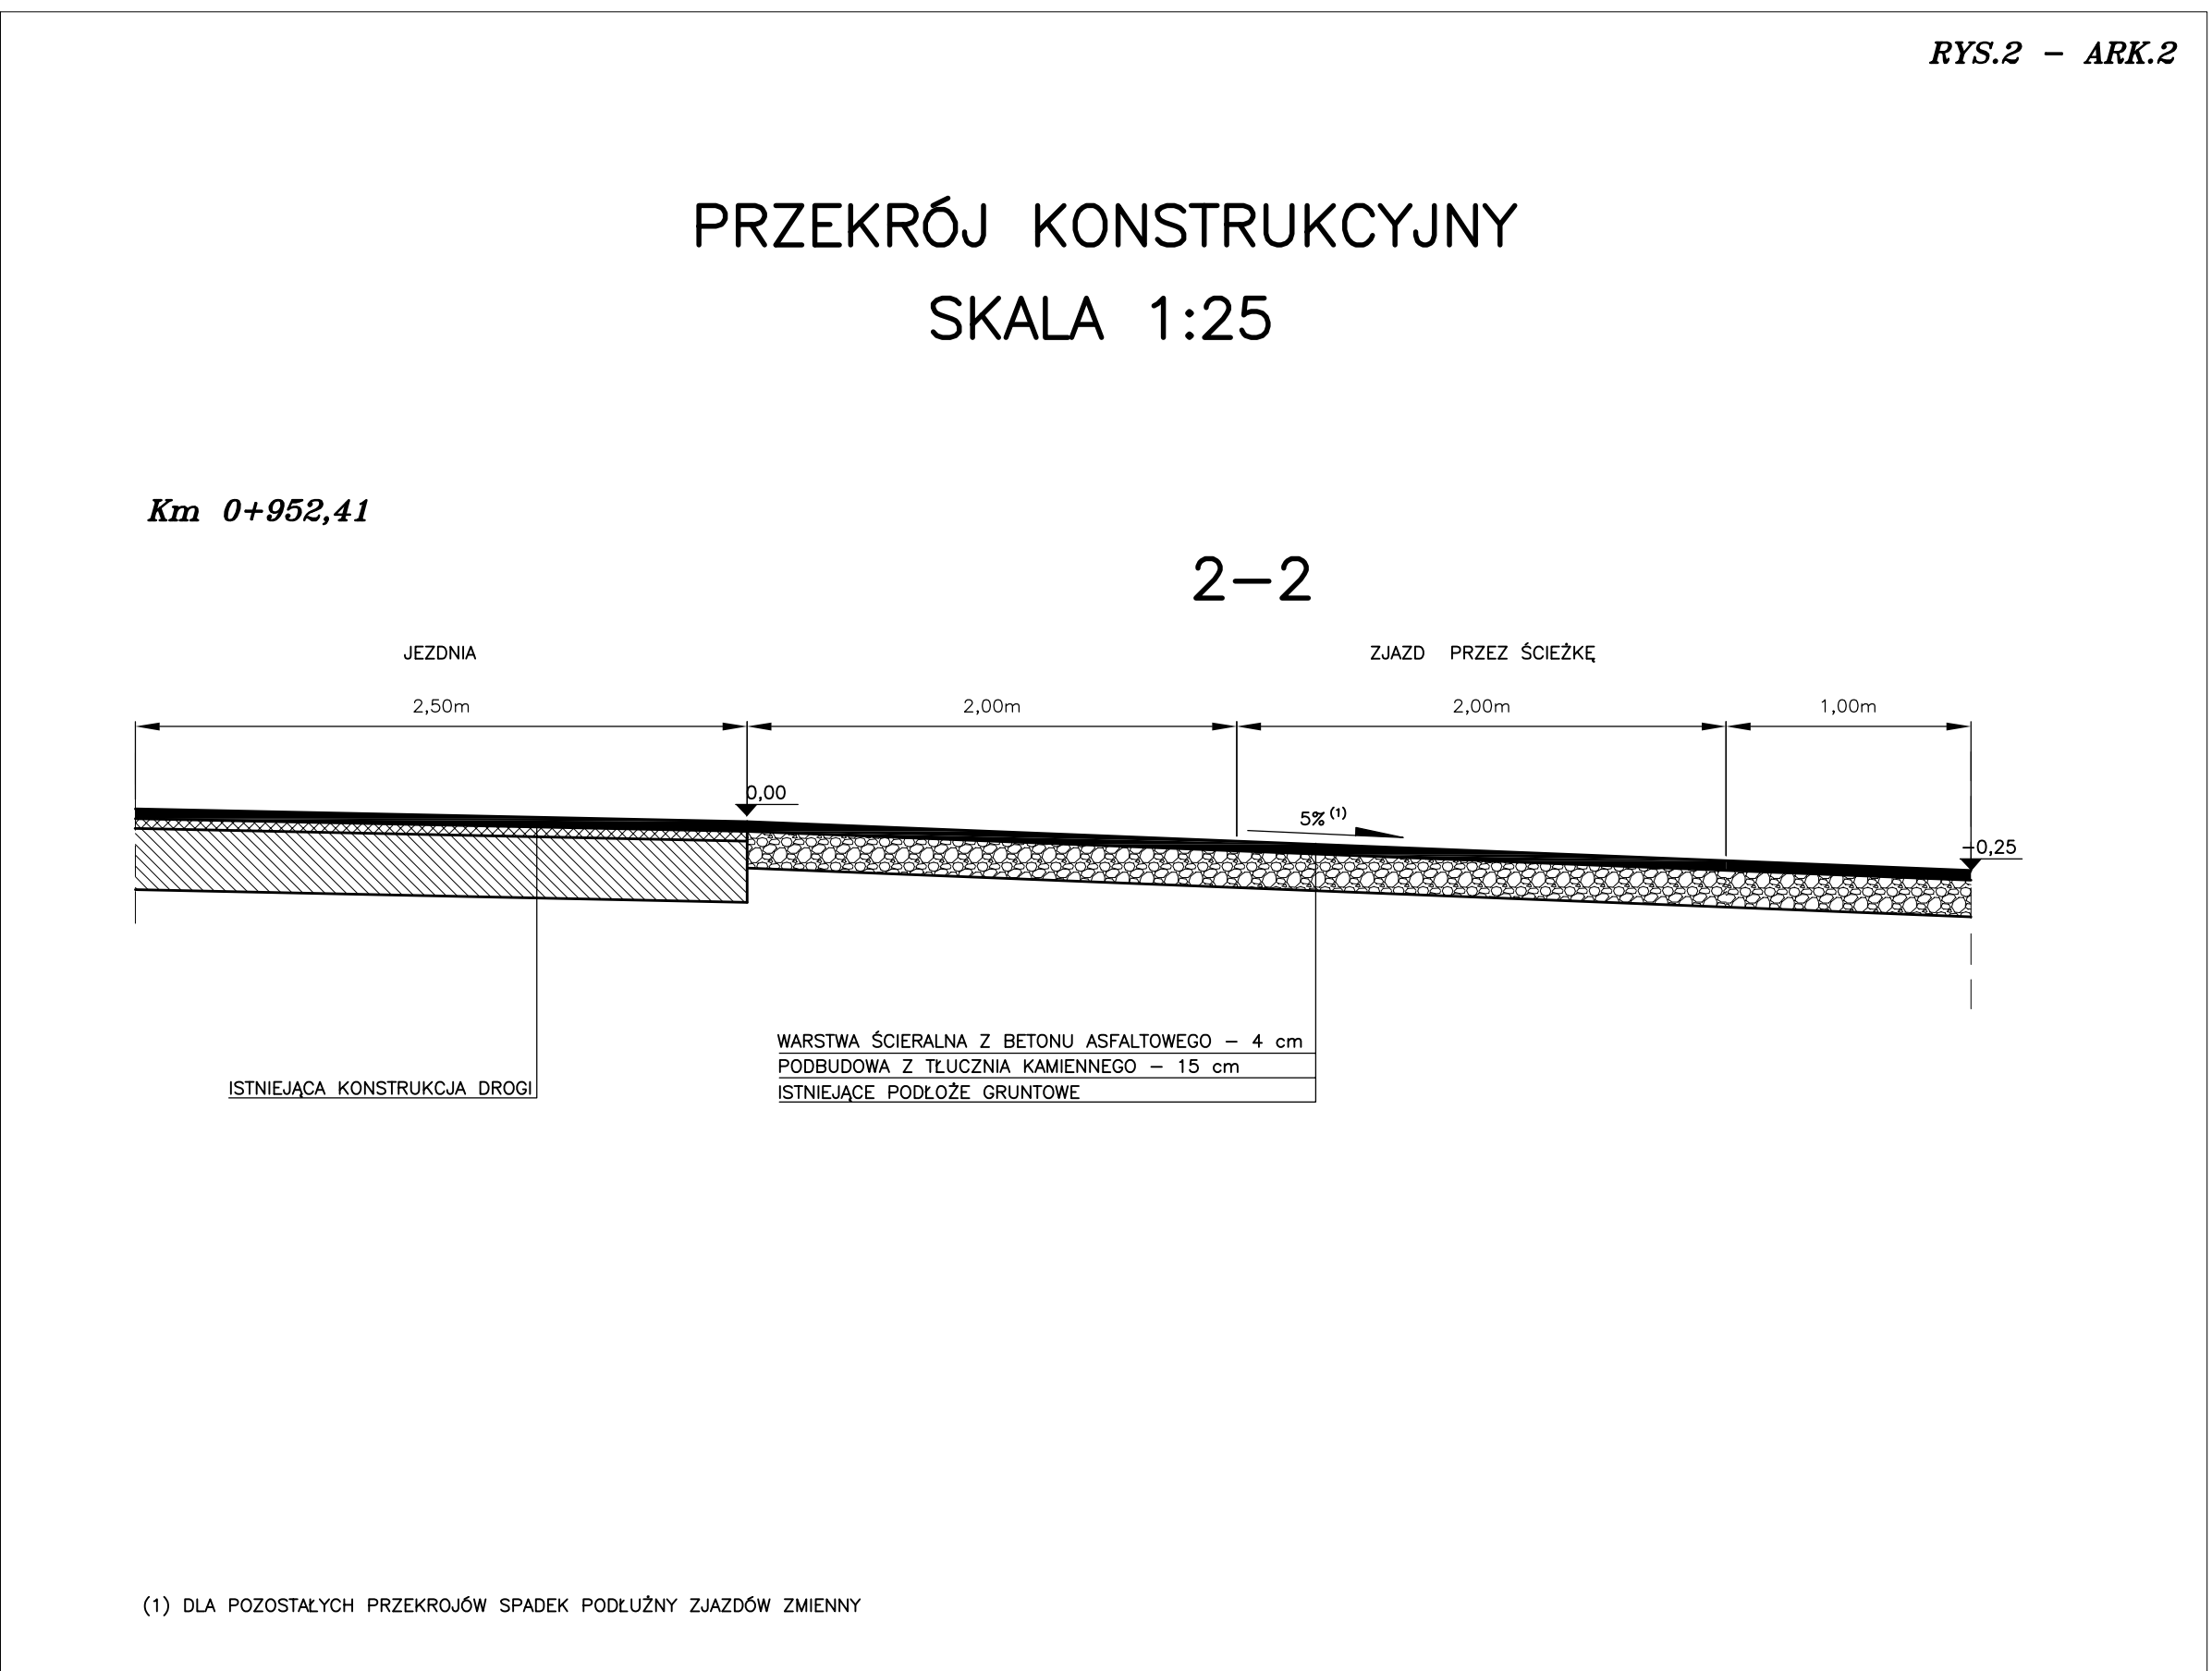 RYS.2 – ARK.2
PRZEKRÓJ KONSTRUKCYJNY
SKALA 1:25
Km 0+952,41
2–2
JEZDNIA
ZJAZD PRZEZ ŚCIEŻKĘ
2,50m
2,00m
2,00m
1,00m
0,00
5%(1)
–0,25
WARSTWA ŚCIERALNA Z BETONU ASFALTOWEGO – 4 cm
PODBUDOWA Z TŁUCZNIA KAMIENNEGO – 15 cm
ISTNIEJĄCE PODŁOŻE GRUNTOWE
ISTNIEJĄCA KONSTRUKCJA DROGI
(1) DLA POZOSTAŁYCH PRZEKROJÓW SPADEK PODŁUŻNY ZJAZDÓW ZMIENNY